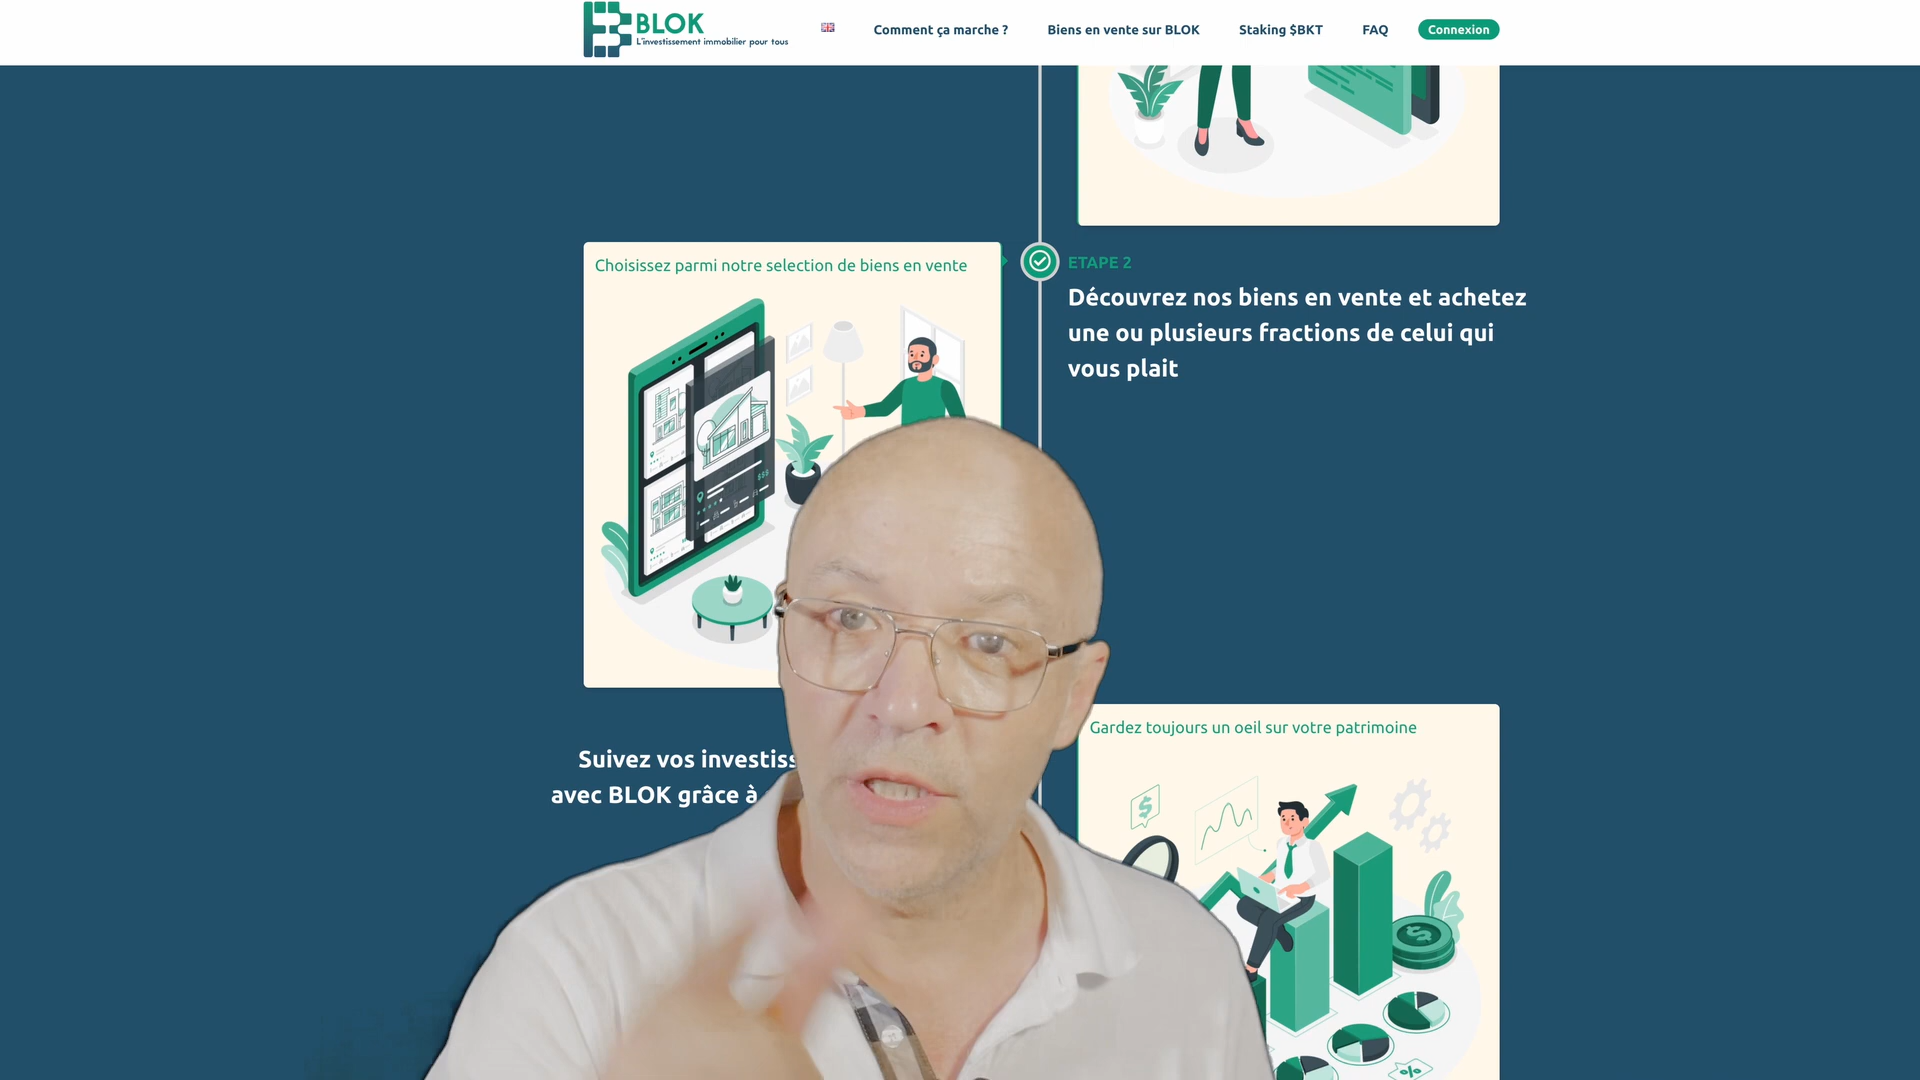 BLOK
L'investissement immobilier pour tous
Comment ça marche ?
Biens en vente sur BLOK
Staking $BKT
FAQ
Connexion
Choisissez parmi notre selection de biens en vente
$$$
ETAPE 2
Découvrez nos biens en vente et achetez
une ou plusieurs fractions de celui qui
vous plait
Suivez vos investiss
avec BLOK grâce à
Gardez toujours un oeil sur votre patrimoine
$
$
%